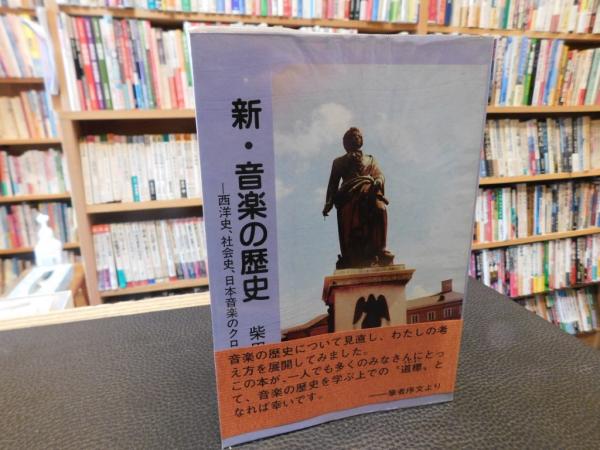 新・音楽の歴史
―西洋史、社会史、日本音楽のクロ
柴田
音楽の歴史について見直し、わたしの考
え方を展開してみました。
この本が、一人でも多くのみなさんにとっ
て、音楽の歴史を学ぶ上での〝道標〟と
なれば幸いです。
――筆者序文より